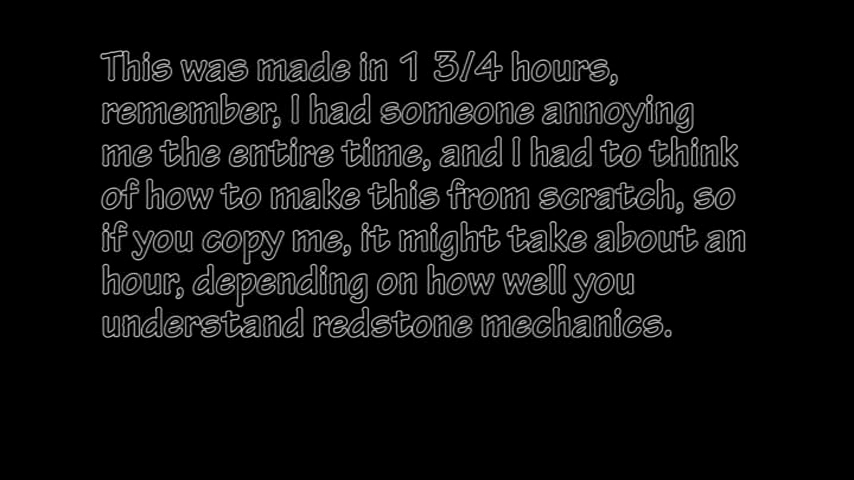 This was made in 1 3/4 hours,
remember, I had someone annoying
me the entire time, and I had to think
of how to make this from scratch, so
if you copy me, it might take about an
hour, depending on how well you
understand redstone mechanics.